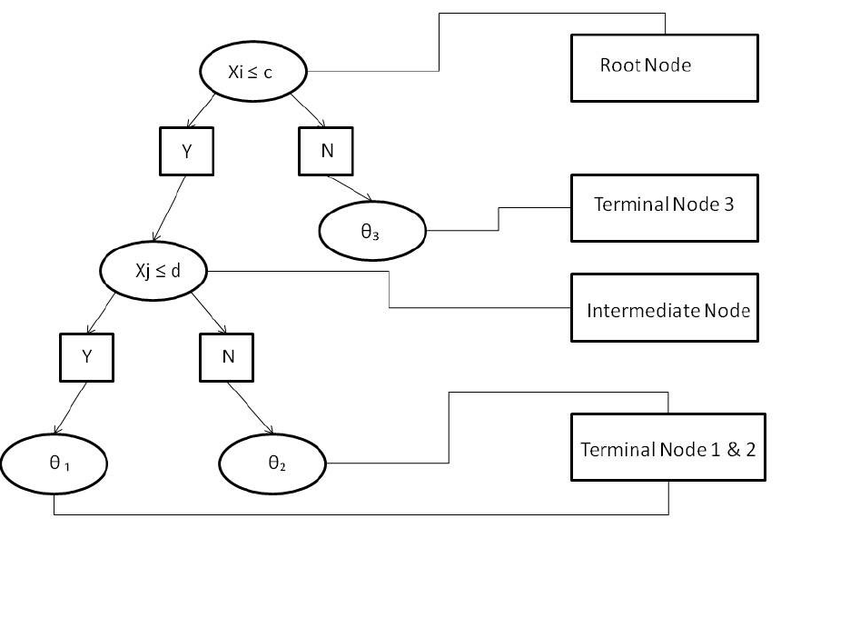 Xi ≤ c
Root Node
Y
N
Terminal Node 3
θ₃
Xj ≤ d
Intermediate Node
Y
N
θ₁
θ₂
Terminal Node 1 & 2